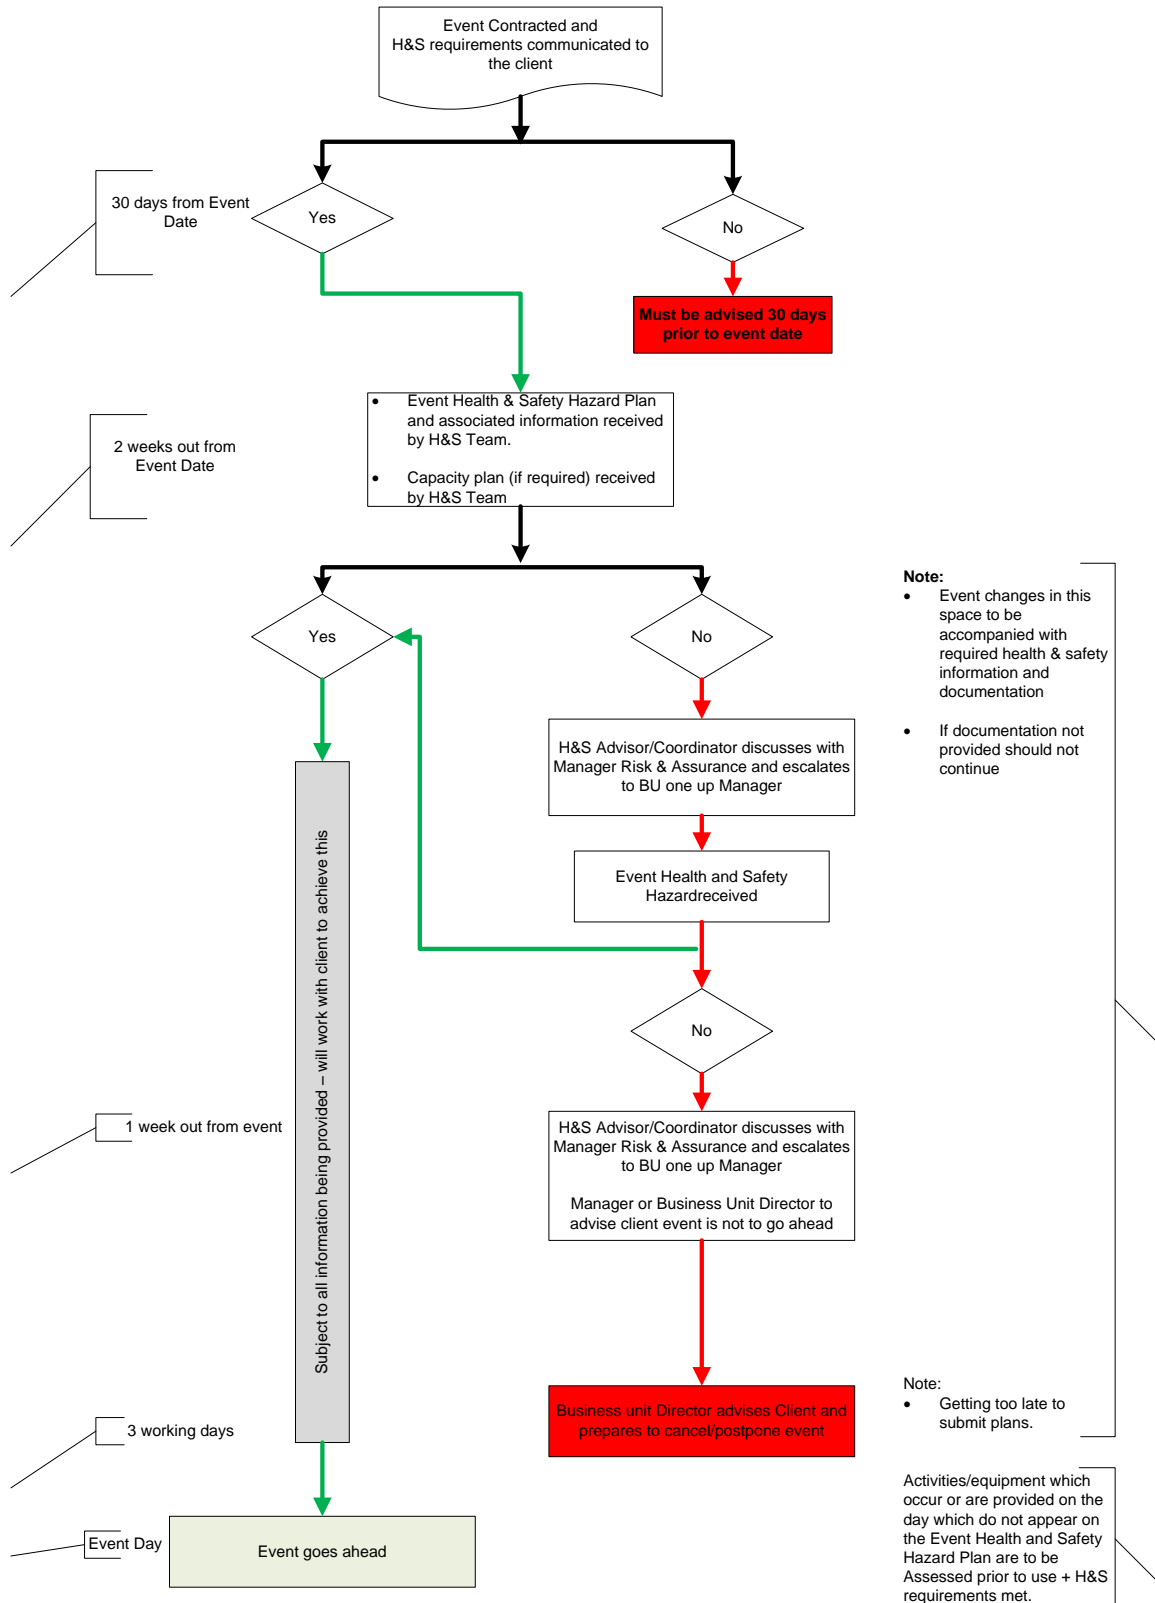 Event Contracted and
H&S requirements communicated to
the client
30 days from Event
Date
Yes
No
Must be advised 30 days
prior to event date
2 weeks out from
Event Date
• Event Health & Safety Hazard Plan
and associated information received
by H&S Team.
• Capacity plan (if required) received
by H&S Team
Yes
No
Note:
• Event changes in this
space to be
accompanied with
required health & safety
information and
documentation
• If documentation not
provided should not
continue
H&S Advisor/Coordinator discusses with
Manager Risk & Assurance and escalates
to BU one up Manager
Event Health and Safety
Hazardreceived
No
Subject to all information being provided – will work with client to achieve this
1 week out from event
H&S Advisor/Coordinator discusses with
Manager Risk & Assurance and escalates
to BU one up Manager
Manager or Business Unit Director to
advise client event is not to go ahead
3 working days
Business unit Director advises Client and
prepares to cancel/postpone event
Note:
• Getting too late to
submit plans.
Event Day
Event goes ahead
Activities/equipment which
occur or are provided on the
day which do not appear on
the Event Health and Safety
Hazard Plan are to be
Assessed prior to use + H&S
requirements met.